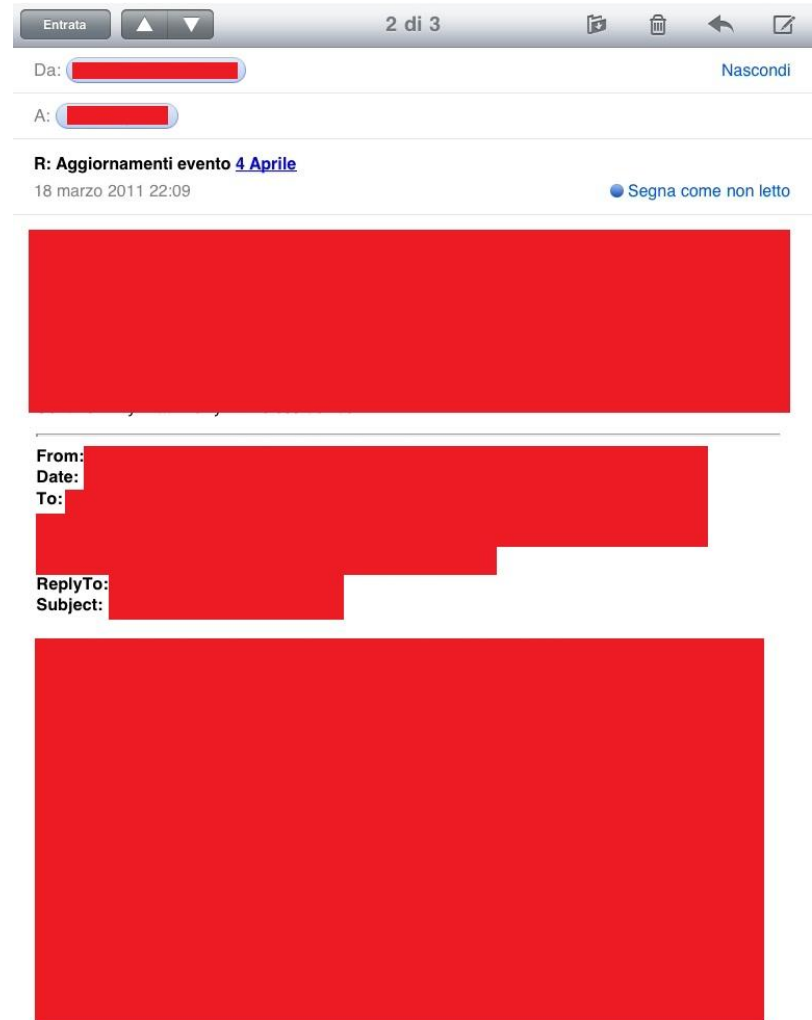 Entrata
2 di 3
Da:
Nascondi
A:
R: Aggiornamenti evento 4 Aprile
18 marzo 2011 22:09
Segna come non letto
From:
Date:
To:
ReplyTo:
Subject: